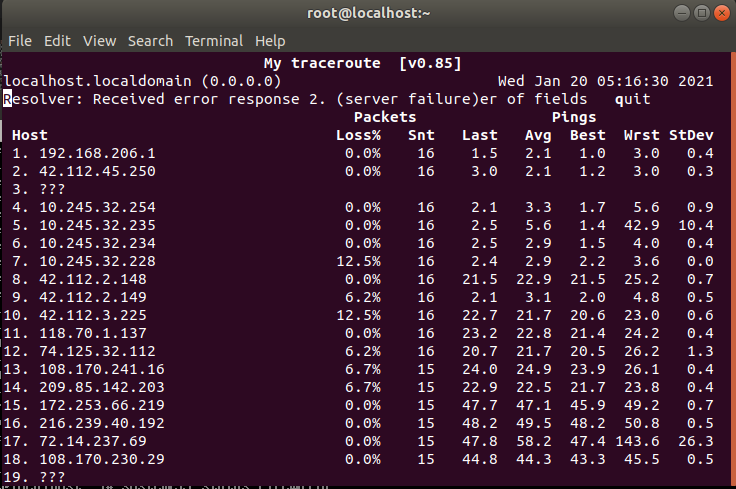 root@localhost:~
File Edit View Search Terminal Help
My traceroute [v0.85]
localhost.localdomain (0.0.0.0) Wed Jan 20 05:16:30 2021
Resolver: Received error response 2. (server failure)er of fields quit
Packets Pings
Host Loss% Snt Last Avg Best Wrst StDev
1. 192.168.206.1 0.0% 16 1.5 2.1 1.0 3.0 0.4
2. 42.112.45.250 0.0% 16 3.0 2.1 1.2 3.0 0.3
3. ???
4. 10.245.32.254 0.0% 16 2.1 3.3 1.7 5.6 0.9
5. 10.245.32.235 0.0% 16 2.5 5.6 1.4 42.9 10.4
6. 10.245.32.234 0.0% 16 2.5 2.9 1.5 4.0 0.4
7. 10.245.32.228 12.5% 16 2.4 2.9 2.2 3.6 0.0
8. 42.112.2.148 0.0% 16 21.5 22.9 21.5 25.2 0.7
9. 42.112.2.149 6.2% 16 2.1 3.1 2.0 4.8 0.5
10. 42.112.3.225 12.5% 16 22.7 21.7 20.6 23.0 0.6
11. 118.70.1.137 0.0% 16 23.2 22.8 21.4 24.2 0.4
12. 74.125.32.112 6.2% 16 20.7 21.7 20.5 26.2 1.3
13. 108.170.241.16 6.7% 15 24.0 24.9 23.9 26.1 0.4
14. 209.85.142.203 6.7% 15 22.9 22.5 21.7 23.8 0.4
15. 172.253.66.219 0.0% 15 47.7 47.1 45.9 49.2 0.7
16. 216.239.40.192 0.0% 15 48.2 49.5 48.2 50.8 0.5
17. 72.14.237.69 0.0% 15 47.8 58.2 47.4 143.6 26.3
18. 108.170.230.29 0.0% 15 44.8 44.3 43.3 45.5 0.5
19. ???